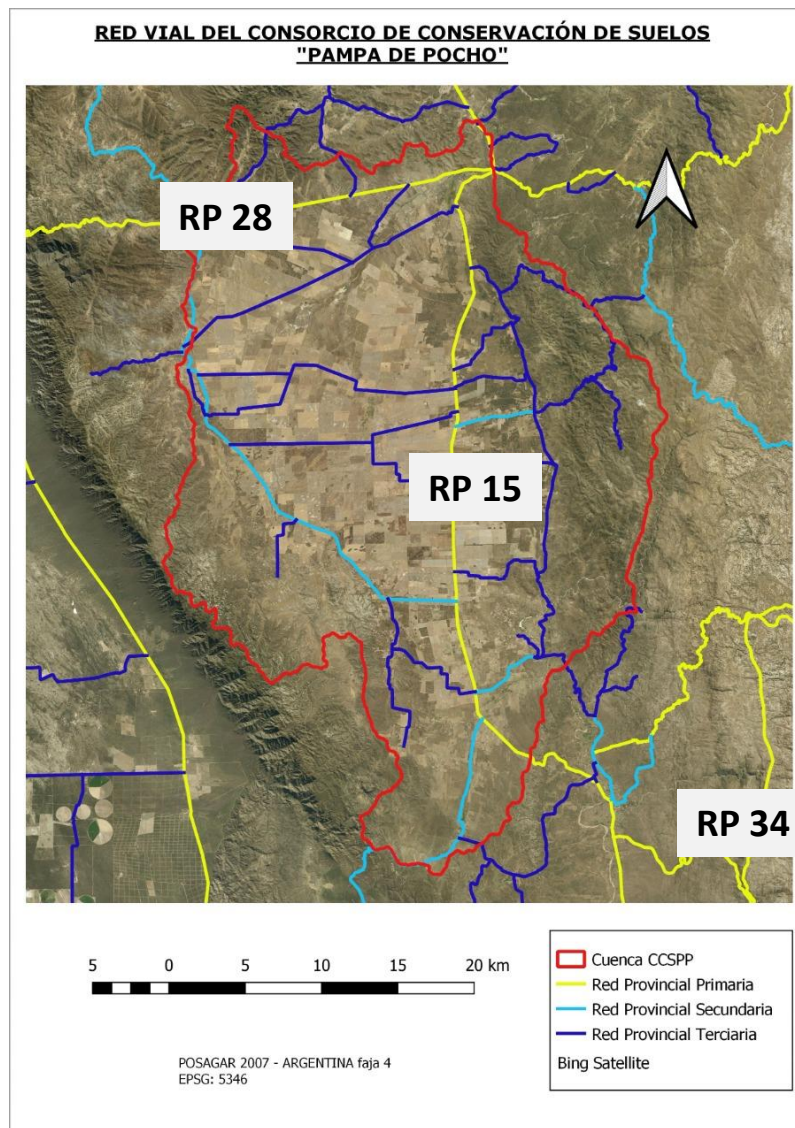 RED VIAL DEL CONSORCIO DE CONSERVACIÓN DE SUELOS
"PAMPA DE POCHO"
RP 28
RP 15
RP 34
5 0 5 10 15 20 km
Cuenca CCSPP
Red Provincial Primaria
Red Provincial Secundaria
Red Provincial Terciaria
Bing Satellite
POSAGAR 2007 - ARGENTINA faja 4
EPSG: 5346